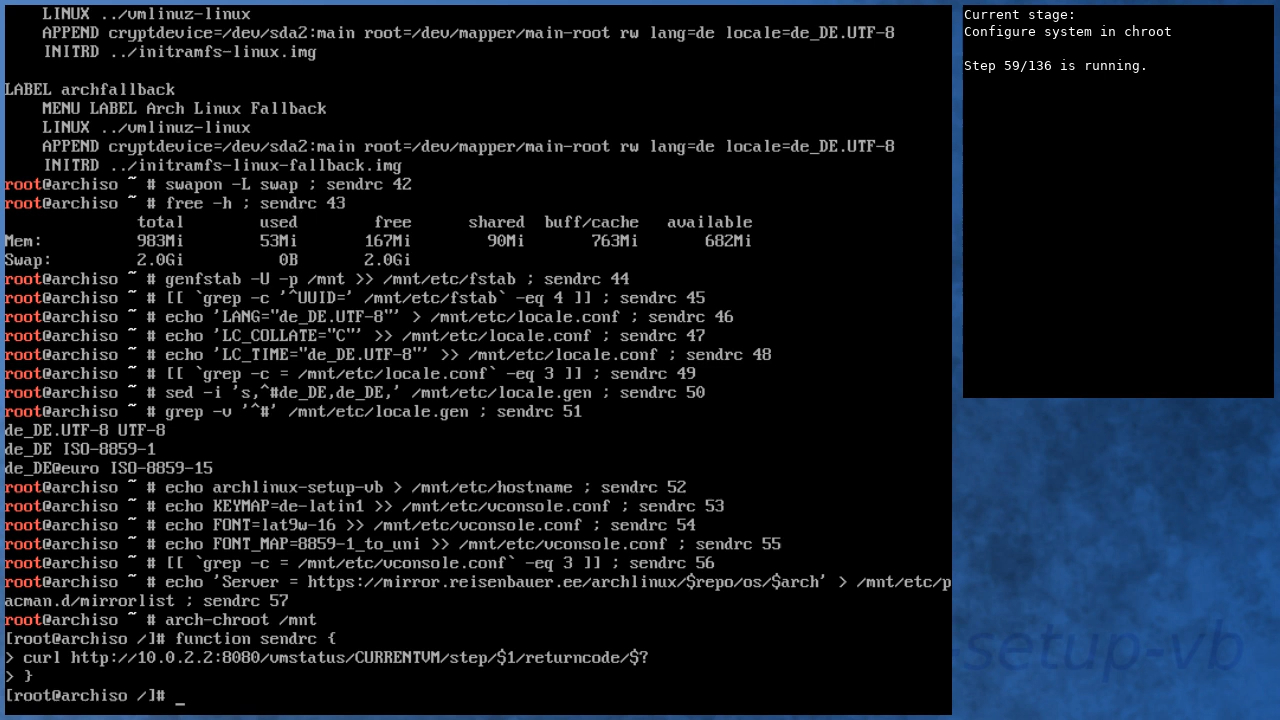 LINUX ../vmlinuz-linux
APPEND cryptdevice=/dev/sda2:main root=/dev/mapper/main-root rw lang=de locale=de_DE.UTF-8
INITRD ../initramfs-linux.img
LABEL archfallback
MENU LABEL Arch Linux Fallback
LINUX ../vmlinuz-linux
APPEND cryptdevice=/dev/sda2:main root=/dev/mapper/main-root rw lang=de locale=de_DE.UTF-8
INITRD ../initramfs-linux-fallback.img
root@archiso ~ # swapon -L swap ; sendrc 42
root@archiso ~ # free -h ; sendrc 43
total used free shared buff/cache available
Mem: 983Mi 53Mi 167Mi 90Mi 763Mi 682Mi
Swap: 2.0Gi 0B 2.0Gi
root@archiso ~ # genfstab -U -p /mnt >> /mnt/etc/fstab ; sendrc 44
root@archiso ~ # [[ `grep -c '^UUID=' /mnt/etc/fstab` -eq 4 ]] ; sendrc 45
root@archiso ~ # echo 'LANG="de_DE.UTF-8"' > /mnt/etc/locale.conf ; sendrc 46
root@archiso ~ # echo 'LC_COLLATE="C"' >> /mnt/etc/locale.conf ; sendrc 47
root@archiso ~ # echo 'LC_TIME="de_DE.UTF-8"' >> /mnt/etc/locale.conf ; sendrc 48
root@archiso ~ # [[ `grep -c = /mnt/etc/locale.conf` -eq 3 ]] ; sendrc 49
root@archiso ~ # sed -i 's,^#de_DE,de_DE,' /mnt/etc/locale.gen ; sendrc 50
root@archiso ~ # grep -v '^#' /mnt/etc/locale.gen ; sendrc 51
de_DE.UTF-8 UTF-8
de_DE ISO-8859-1
de_DE@euro ISO-8859-15
root@archiso ~ # echo archlinux-setup-vb > /mnt/etc/hostname ; sendrc 52
root@archiso ~ # echo KEYMAP=de-latin1 >> /mnt/etc/vconsole.conf ; sendrc 53
root@archiso ~ # echo FONT=lat9w-16 >> /mnt/etc/vconsole.conf ; sendrc 54
root@archiso ~ # echo FONT_MAP=8859-1_to_uni >> /mnt/etc/vconsole.conf ; sendrc 55
root@archiso ~ # [[ `grep -c = /mnt/etc/vconsole.conf` -eq 3 ]] ; sendrc 56
root@archiso ~ # echo 'Server = https://mirror.reisenbauer.ee/archlinux/$repo/os/$arch' > /mnt/etc/p
acman.d/mirrorlist ; sendrc 57
root@archiso ~ # arch-chroot /mnt
[root@archiso /]# function sendrc {
> curl http://10.0.2.2:8080/vmstatus/CURRENTVM/step/$1/returncode/$?
> }
[root@archiso /]# _
Current stage:
Configure system in chroot
Step 59/136 is running.
-setup-vb